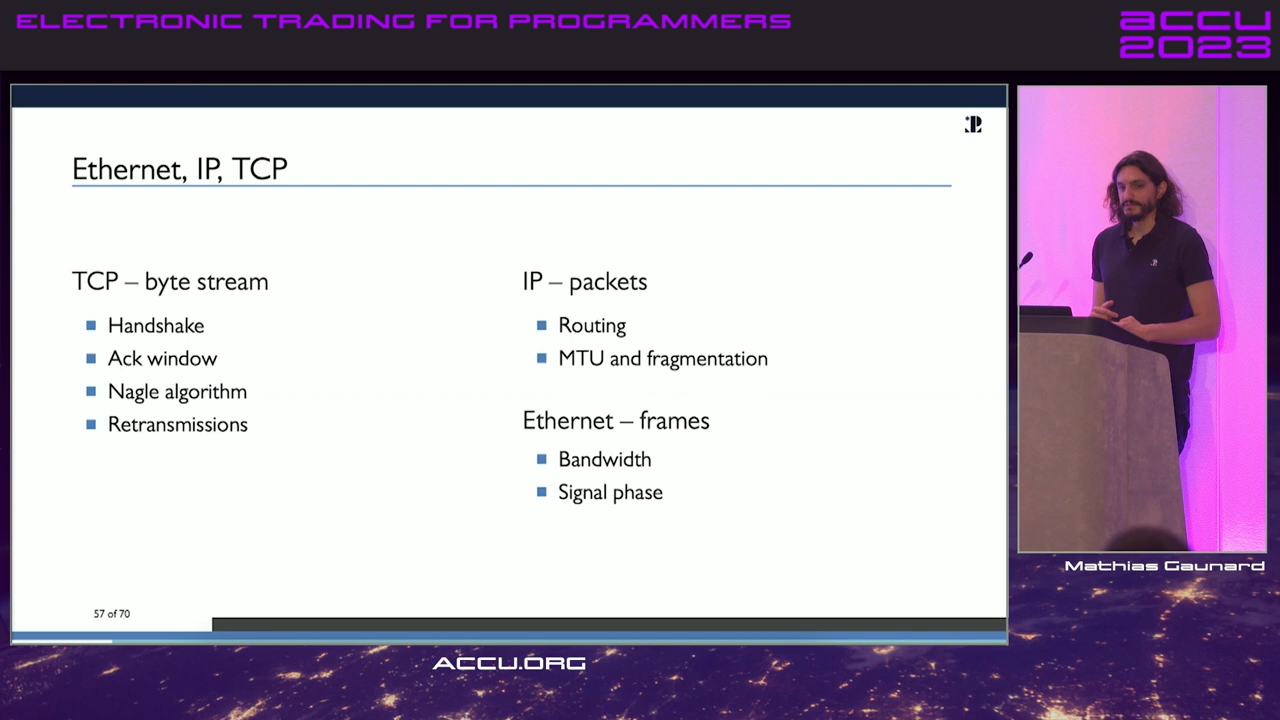 ELECTRONIC TRADING FOR PROGRAMMERS
accu
2023
Ethernet, IP, TCP
TCP – byte stream
Handshake
Ack window
Nagle algorithm
Retransmissions
IP – packets
Routing
MTU and fragmentation
Ethernet – frames
Bandwidth
Signal phase
57 of 70
Mathias Gaunard
ACCU.ORG